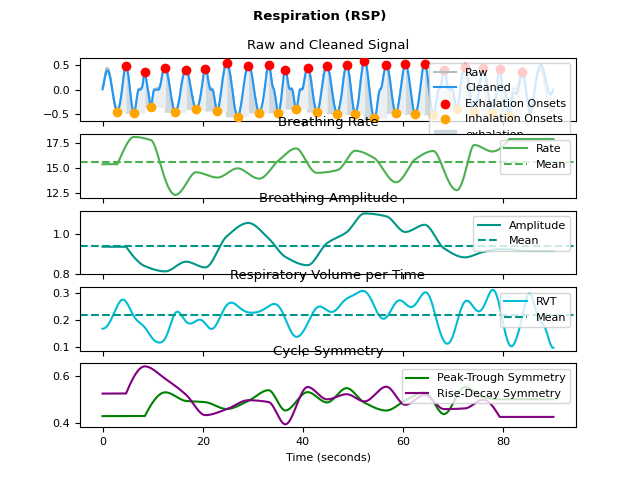 Respiration (RSP)
Raw and Cleaned Signal
0.5
0.0
−0.5
Raw
Cleaned
Exhalation Onsets
Inhalation Onsets
exhalation
Breathing Rate
17.5
15.0
12.5
Rate
Mean
Breathing Amplitude
1.0
0.8
Amplitude
Mean
Respiratory Volume per Time
0.3
0.2
0.1
RVT
Mean
Cycle Symmetry
0.6
0.4
Peak-Trough Symmetry
Rise-Decay Symmetry
0 20 40 60 80
Time (seconds)